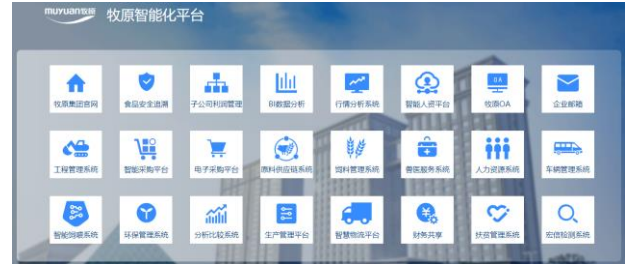 muyuan牧原 牧原智能化平台
牧原集团官网 食品安全追溯 子公司利润管理 BI数据分析 行情分析系统 智能人资平台 牧原OA 企业邮箱
OA
工程管理系统 智能采购平台 电子采购平台 原料供应链系统 饲料管理系统 兽医服务系统 人力资源系统 车辆管理系统
智能饲喂系统 环保管理系统 分析比较系统 生产管理平台 智慧物流平台 财务共享 扶贫管理系统 宏信检测系统